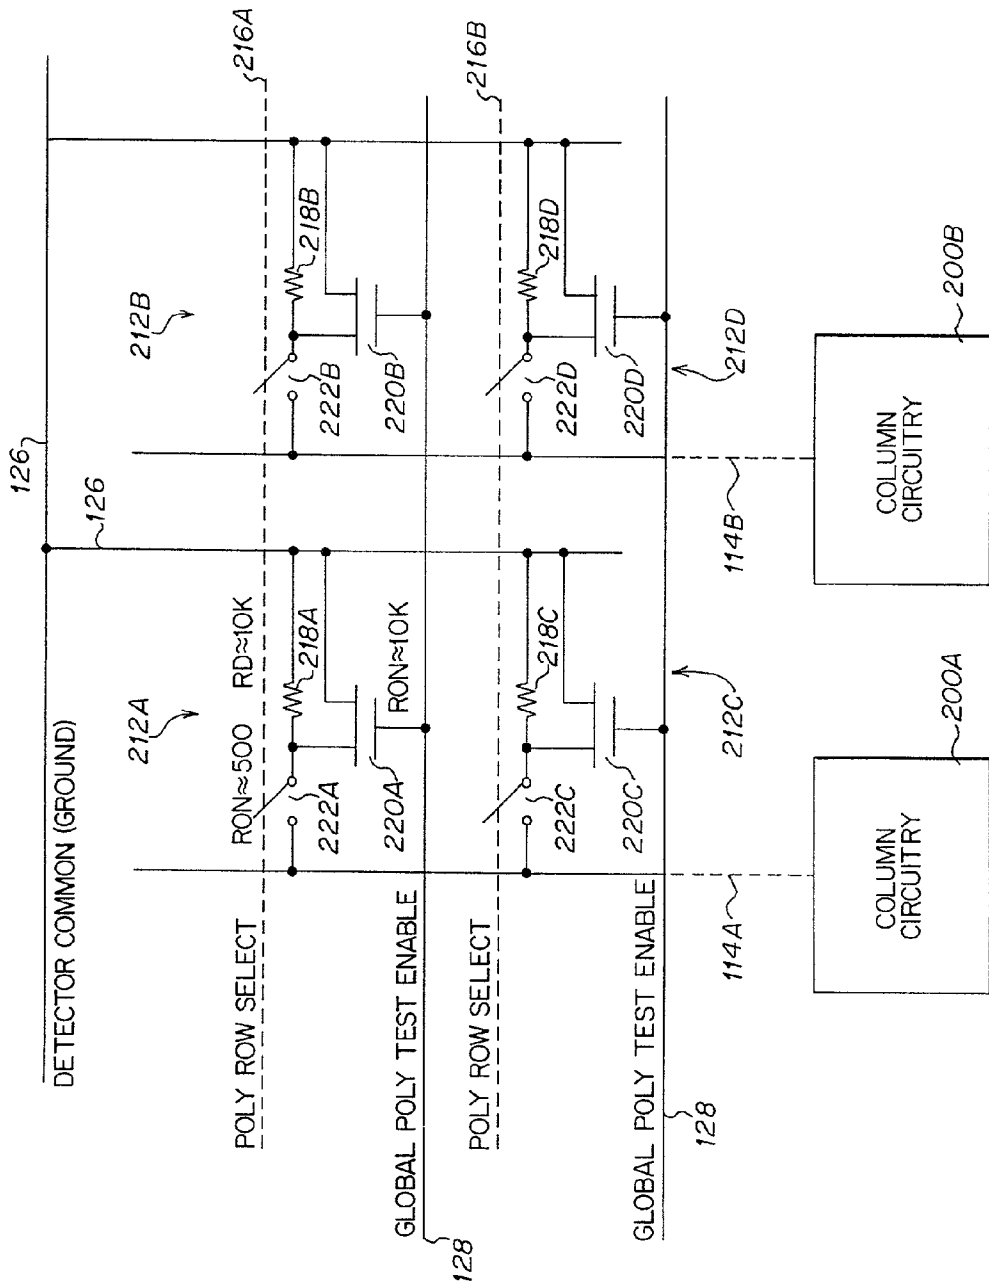 DETECTOR COMMON (GROUND)
126
126
POLY ROW SELECT
216A
212A
212B
RON≈500
RD≈10K
218A
218B
222A
222B
220A
220B
RON≈10K
GLOBAL POLY TEST ENABLE
128
POLY ROW SELECT
216B
218C
218D
222C
222D
220C
220D
GLOBAL POLY TEST ENABLE
128
212C
212D
114A
114B
COLUMN
CIRCUITRY
200A
COLUMN
CIRCUITRY
200B